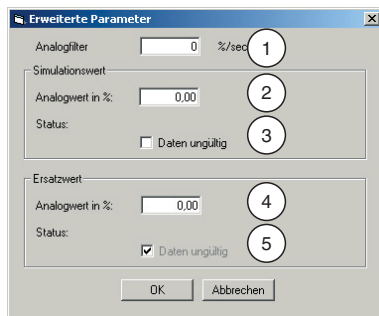 Erweiterte Parameter
Analogfilter 0 %/sec 1
Simulationswert
Analogwert in %: 0,00 2
Status:
Daten ungültig 3
Ersatzwert
Analogwert in %: 0,00 4
Status:
Daten ungültig 5
OK Abbrechen